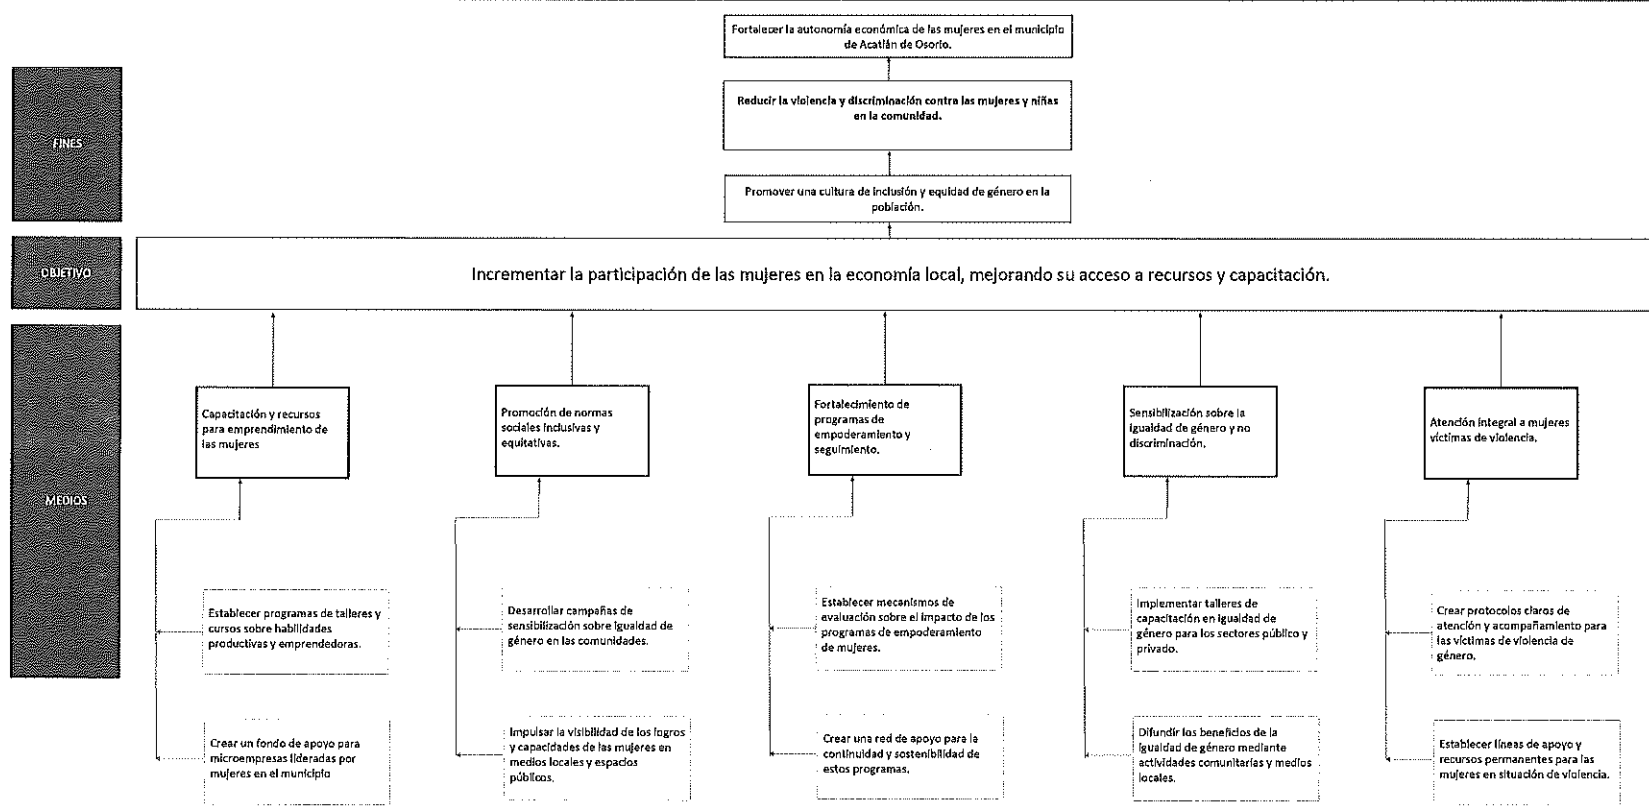 Fortalecer la autonomía económica de las mujeres en el municipio
de Acatlán de Osorio.
FINES
Reducir la violencia y discriminación contra las mujeres y niñas
en la comunidad.
Promover una cultura de inclusión y equidad de género en la
población.
OBJETIVO
Incrementar la participación de las mujeres en la economía local, mejorando su acceso a recursos y capacitación.
MEDIOS
Capacitación y recursos
para emprendimiento de
las mujeres
Promoción de normas
sociales inclusivas y
equitativas.
Fortalecimiento de
programas de
empoderamiento y
seguimiento.
Sensibilización sobre la
igualdad de género y no
discriminación.
Atención integral a mujeres
víctimas de violencia.
Establecer programas de talleres y
cursos sobre habilidades
productivas y emprendedoras.
Desarrollar campañas de
sensibilización sobre igualdad de
género en las comunidades.
Establecer mecanismos de
evaluación sobre el impacto de los
programas de empoderamiento
de mujeres.
Implementar talleres de
capacitación en igualdad de
género para los sectores público y
privado.
Crear protocolos claros de
atención y acompañamiento para
las víctimas de violencia de
género.
Crear un fondo de apoyo para
microempresas lideradas por
mujeres en el municipio
Impulsar la visibilidad de los logros
y capacidades de las mujeres en
medios locales y espacios
públicos.
Crear una red de apoyo para la
continuidad y sostenibilidad de
estos programas.
Difundir los beneficios de la
igualdad de género mediante
actividades comunitarias y medios
locales.
Establecer líneas de apoyo y
recursos permanentes para las
mujeres en situación de violencia.